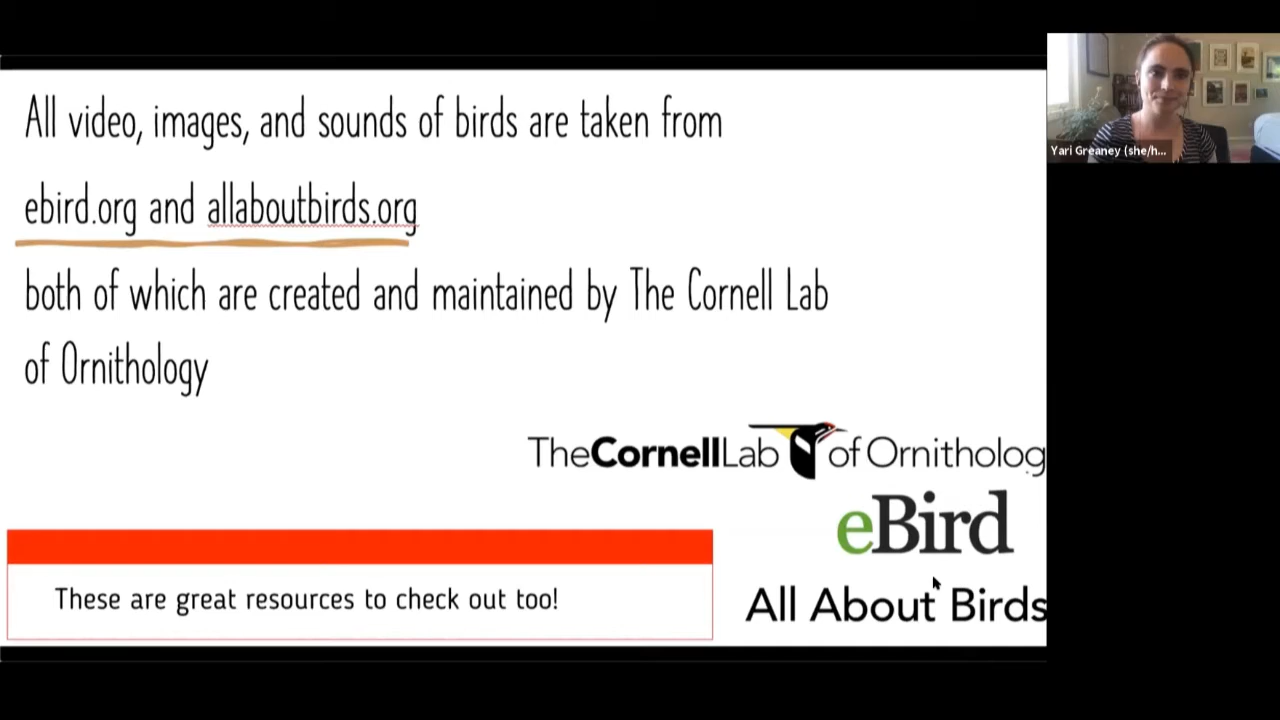 All video, images, and sounds of birds are taken from
ebird.org and allaboutbirds.org
both of which are created and maintained by The Cornell Lab
of Ornithology
TheCornellLab of Ornitholog
eBird
All About Birds
These are great resources to check out too!
Yari Greaney (she/h...